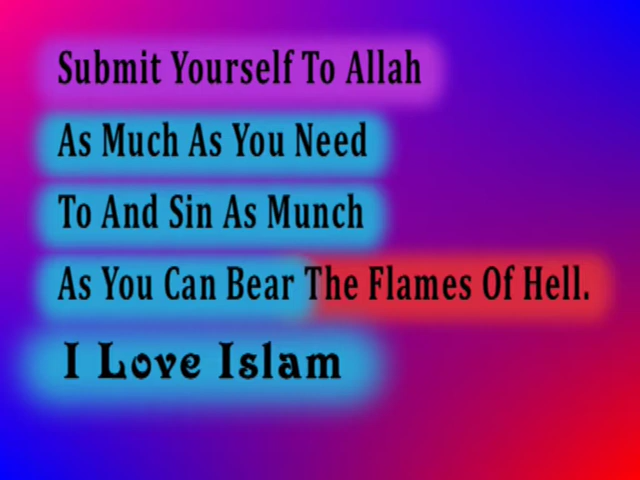 Submit Yourself To Allah
As Much As You Need
To And Sin As Munch
As You Can Bear The Flames Of Hell.
I Love Islam